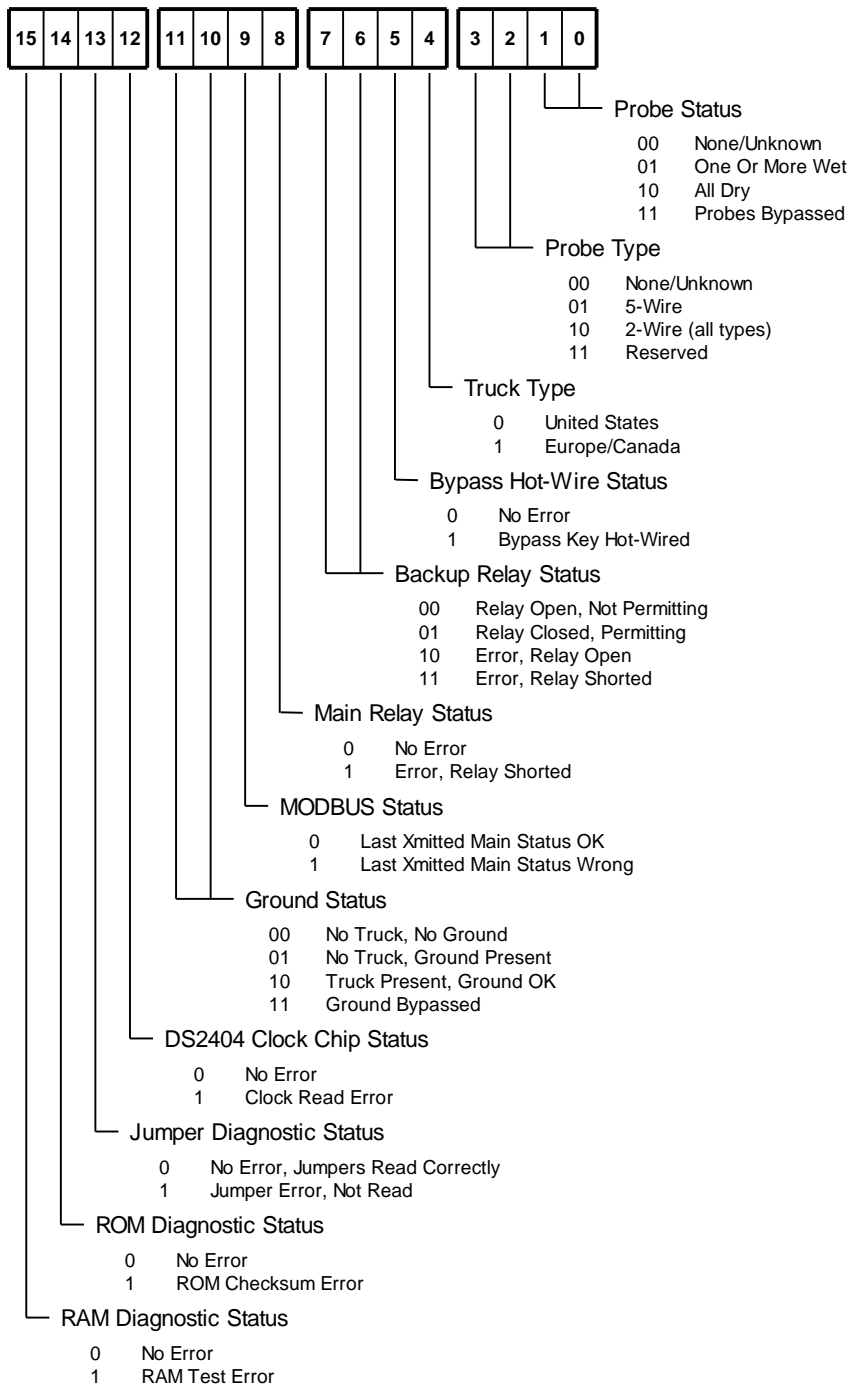 15 14 13 12 11 10 9 8 7 6 5 4 3 2 1 0
Probe Status
00 None/Unknown
01 One Or More Wet
10 All Dry
11 Probes Bypassed
Probe Type
00 None/Unknown
01 5-Wire
10 2-Wire (all types)
11 Reserved
Truck Type
0 United States
1 Europe/Canada
Bypass Hot-Wire Status
0 No Error
1 Bypass Key Hot-Wired
Backup Relay Status
00 Relay Open, Not Permitting
01 Relay Closed, Permitting
10 Error, Relay Open
11 Error, Relay Shorted
Main Relay Status
0 No Error
1 Error, Relay Shorted
MODBUS Status
0 Last Xmitted Main Status OK
1 Last Xmitted Main Status Wrong
Ground Status
00 No Truck, No Ground
01 No Truck, Ground Present
10 Truck Present, Ground OK
11 Ground Bypassed
DS2404 Clock Chip Status
0 No Error
1 Clock Read Error
Jumper Diagnostic Status
0 No Error, Jumpers Read Correctly
1 Jumper Error, Not Read
ROM Diagnostic Status
0 No Error
1 ROM Checksum Error
RAM Diagnostic Status
0 No Error
1 RAM Test Error